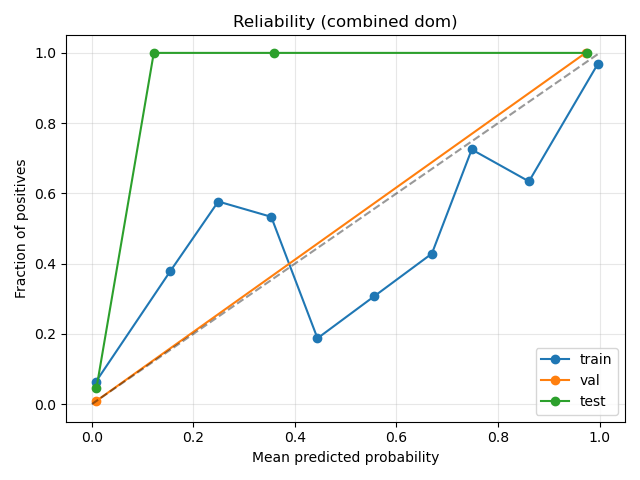 Reliability (combined dom)
1.0
0.8
0.6
0.4
0.2
0.0
Fraction of positives
0.0 0.2 0.4 0.6 0.8 1.0
Mean predicted probability
train
val
test